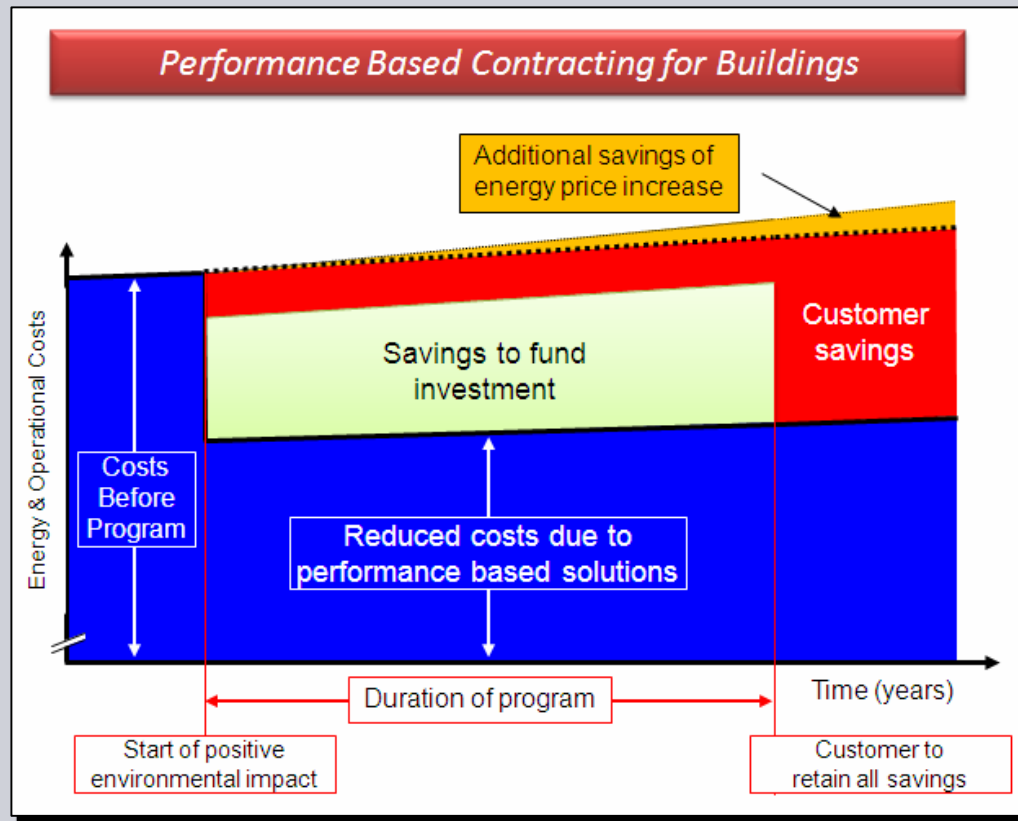 Performance Based Contracting for Buildings
Additional savings of
energy price increase
Energy & Operational Costs
Customer
savings
Savings to fund
investment
Costs
Before
Program
Reduced costs due to
performance based solutions
Duration of program
Time (years)
Start of positive
environmental impact
Customer to
retain all savings